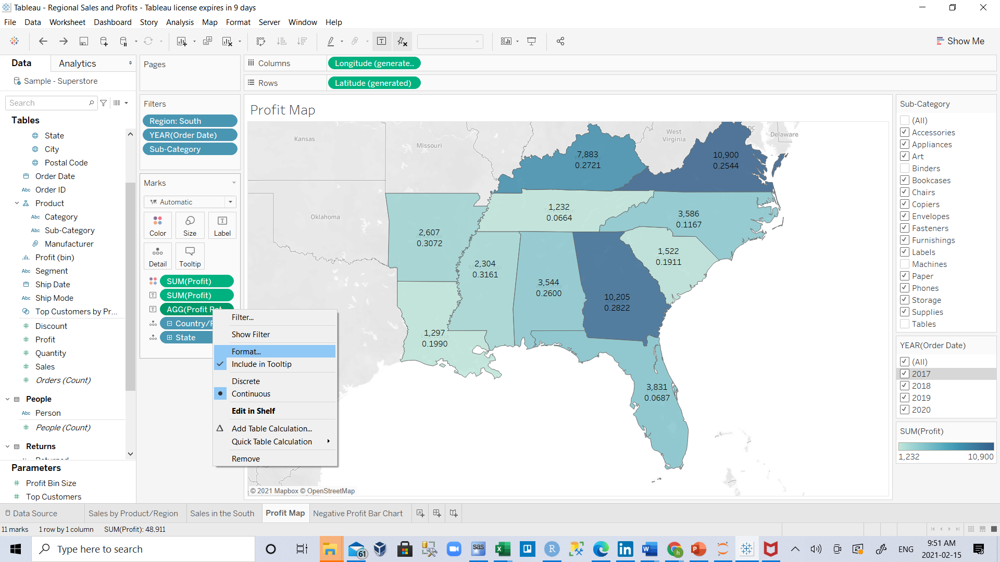 Tableau - Regional Sales and Profits - Tableau license expires in 9 days
File Data Worksheet Dashboard Story Analysis Map Format Server Window Help
Show Me
Data Analytics
Sample - Superstore
Search
Tables
State
City
Postal Code
Order Date
Abc Order ID
Product
Abc Category
Abc Sub-Category
Manufacturer
Profit (bin)
Abc Segment
Ship Date
Abc Ship Mode
Top Customers by Pr...
# Discount
# Profit
# Quantity
# Sales
# Orders (Count)
People
Abc Person
# People (Count)
Returns
Parameters
# Profit Bin Size
# Top Customers
Pages
Filters
Region: South
YEAR(Order Date)
Sub-Category
Marks
Automatic
Color Size Label
Detail Tooltip
SUM(Profit)
SUM(Profit)
AGG(Profit Rat
Country/R
State
Filter...
Show Filter
Format...
Include in Tooltip
Discrete
Continuous
Edit in Shelf
Add Table Calculation...
Quick Table Calculation
Remove
Columns Longitude (generate..
Rows Latitude (generated)
Profit Map
Kansas
Missouri
West
Virginia
DC
Delaware
Oklahoma
7,883
0.2721
10,900
0.2544
1,232
0.0664
3,586
0.1167
2,607
0.3072
2,304
0.3161
1,522
0.1911
3,544
0.2600
10,205
0.2822
1,297
0.1990
3,831
0.0687
© 2021 Mapbox © OpenStreetMap
Sub-Category
(All)
Accessories
Appliances
Art
Binders
Bookcases
Chairs
Copiers
Envelopes
Fasteners
Furnishings
Labels
Machines
Paper
Phones
Storage
Supplies
Tables
YEAR(Order Date)
(All)
2017
2018
2019
2020
SUM(Profit)
1,232 10,900
Data Source Sales by Product/Region Sales in the South Profit Map Negative Profit Bar Chart
11 marks 1 row by 1 column SUM(Profit): 48,911
Type here to search
61
sas
ENG
9:51 AM
2021-02-15